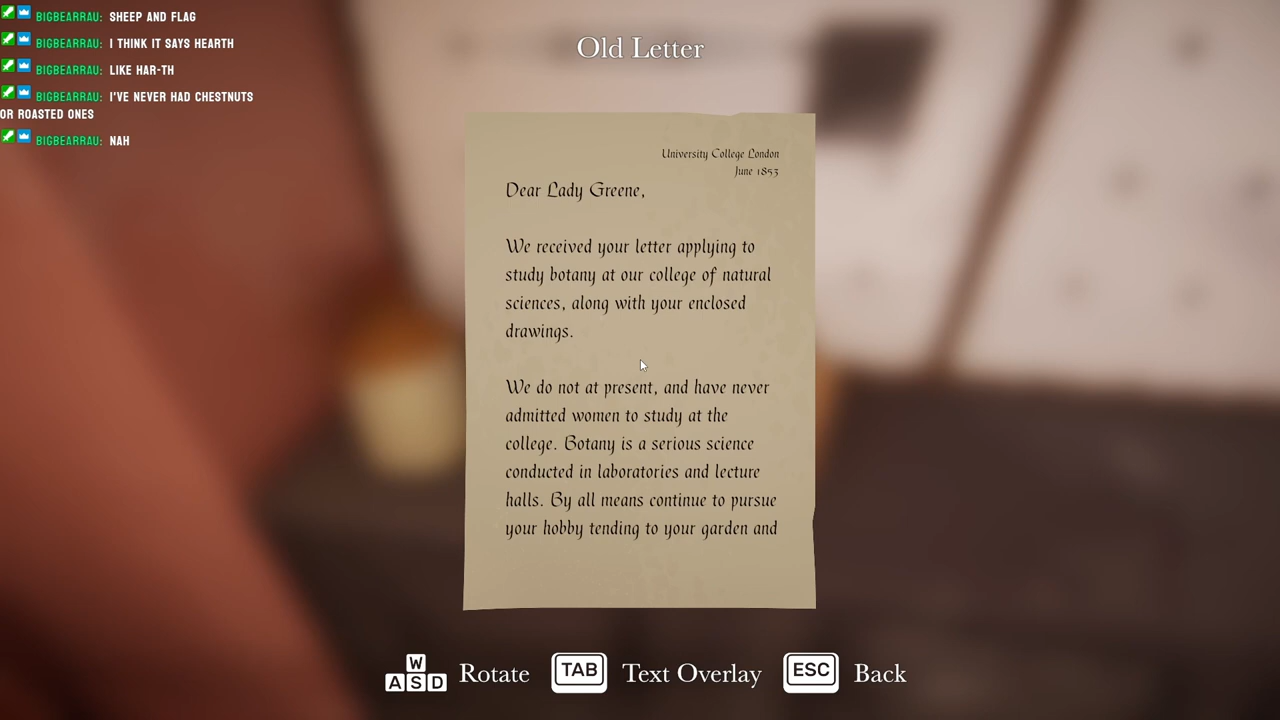 BIGBEARRAU: SHEEP AND FLAG
BIGBEARRAU: I THINK IT SAYS HEARTH
BIGBEARRAU: LIKE HAR-TH
BIGBEARRAU: I'VE NEVER HAD CHESTNUTS
OR ROASTED ONES
BIGBEARRAU: NAH
Old Letter
University College London
June 1853
Dear Lady Greene,
We received your letter applying to
study botany at our college of natural
sciences, along with your enclosed
drawings.
We do not at present, and have never
admitted women to study at the
college. Botany is a serious science
conducted in laboratories and lecture
halls. By all means continue to pursue
your hobby tending to your garden and
W
A S D Rotate TAB Text Overlay ESC Back